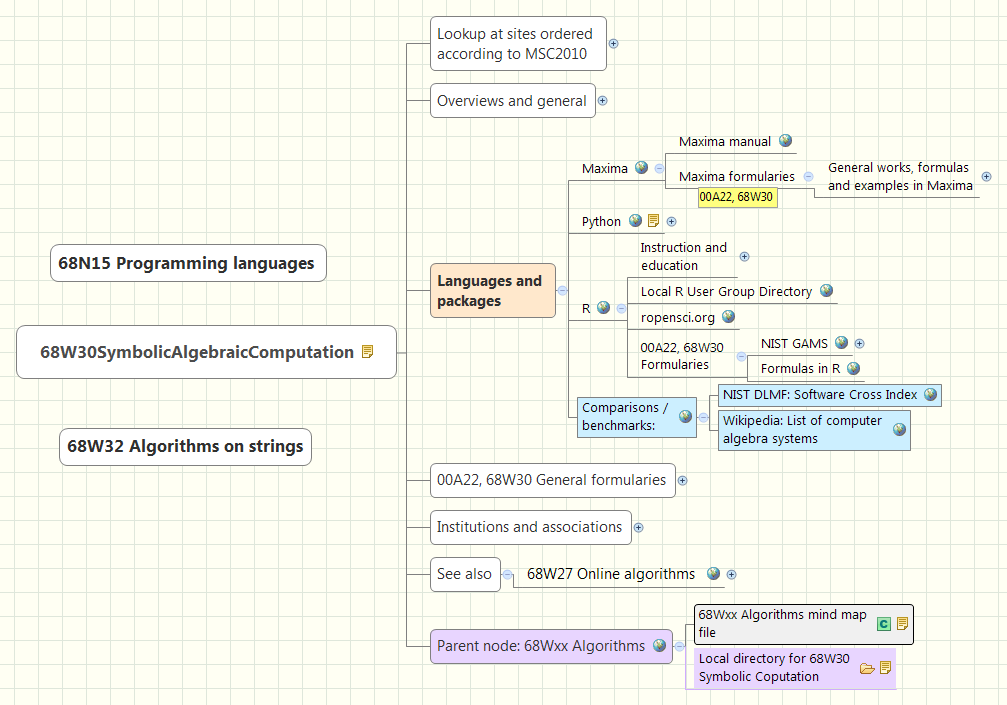 Lookup at sites ordered
according to MSC2010
Overviews and general
Maxima manual
Maxima
Maxima formularies
00A22, 68W30
General works, formulas
and examples in Maxima
Python
68N15 Programming languages
Languages and
packages
Instruction and
education
Local R User Group Directory
R
ropensci.org
00A22, 68W30
Formularies
NIST GAMS
Formulas in R
68W30SymbolicAlgebraicComputation
Comparisons /
benchmarks:
NIST DLMF: Software Cross Index
Wikipedia: List of computer
algebra systems
68W32 Algorithms on strings
00A22, 68W30 General formularies
Institutions and associations
See also
68W27 Online algorithms
Parent node: 68Wxx Algorithms
68Wxx Algorithms mind map
file
C
Local directory for 68W30
Symbolic Coputation